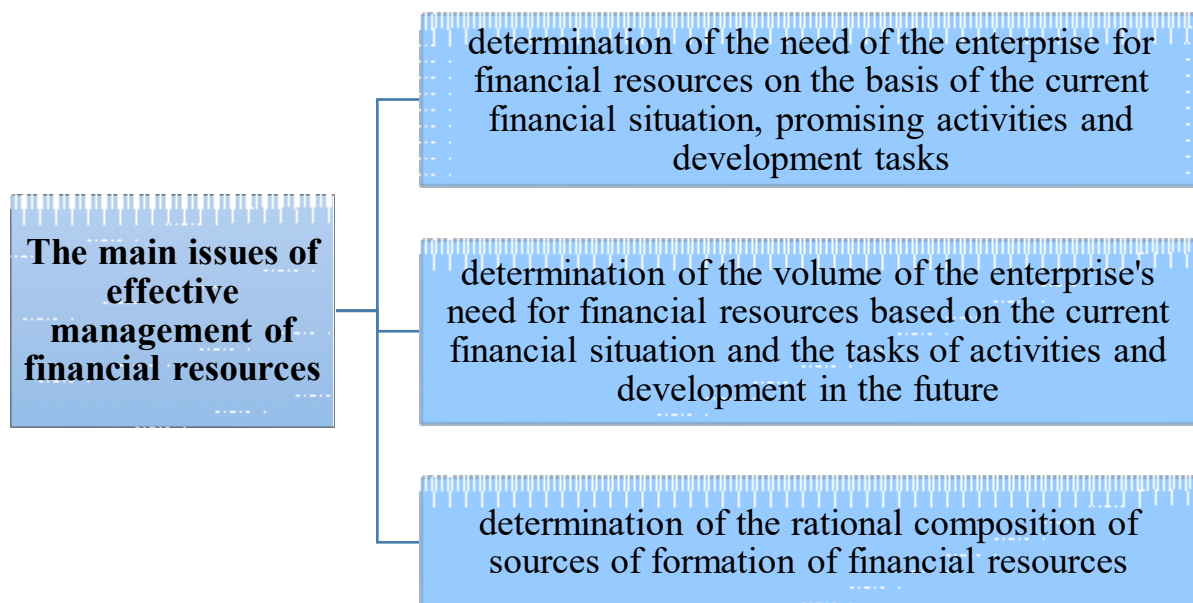 The main issues of
effective
management of
financial resources
determination of the need of the enterprise for
financial resources on the basis of the current
financial situation, promising activities and
development tasks
determination of the volume of the enterprise's
need for financial resources based on the current
financial situation and the tasks of activities and
development in the future
determination of the rational composition of
sources of formation of financial resources